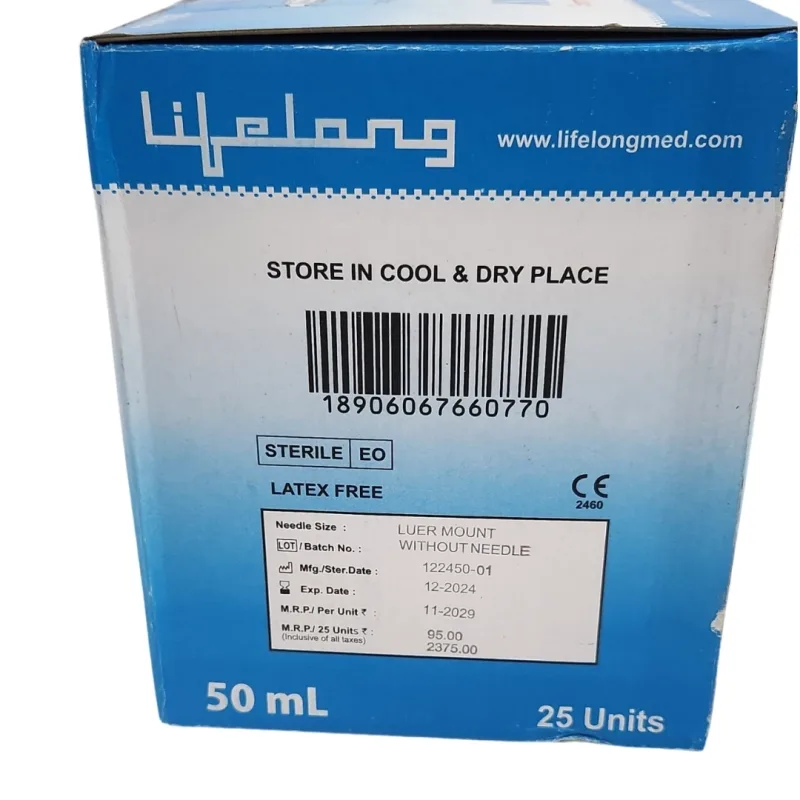 Lifelong
www.lifelongmed.com
STORE IN COOL & DRY PLACE
18906067660770
STERILE EO
LATEX FREE
CE
2460
Needle Size : LUER MOUNT
LOT / Batch No. : WITHOUT NEEDLE
Mfg./Ster.Date : 122450-01
Exp. Date : 12-2024
M.R.P./ Per Unit ₹ : 11-2029
M.R.P./ 25 Units ₹ : 95.00
(Inclusive of all taxes) 2375.00
50 mL
25 Units